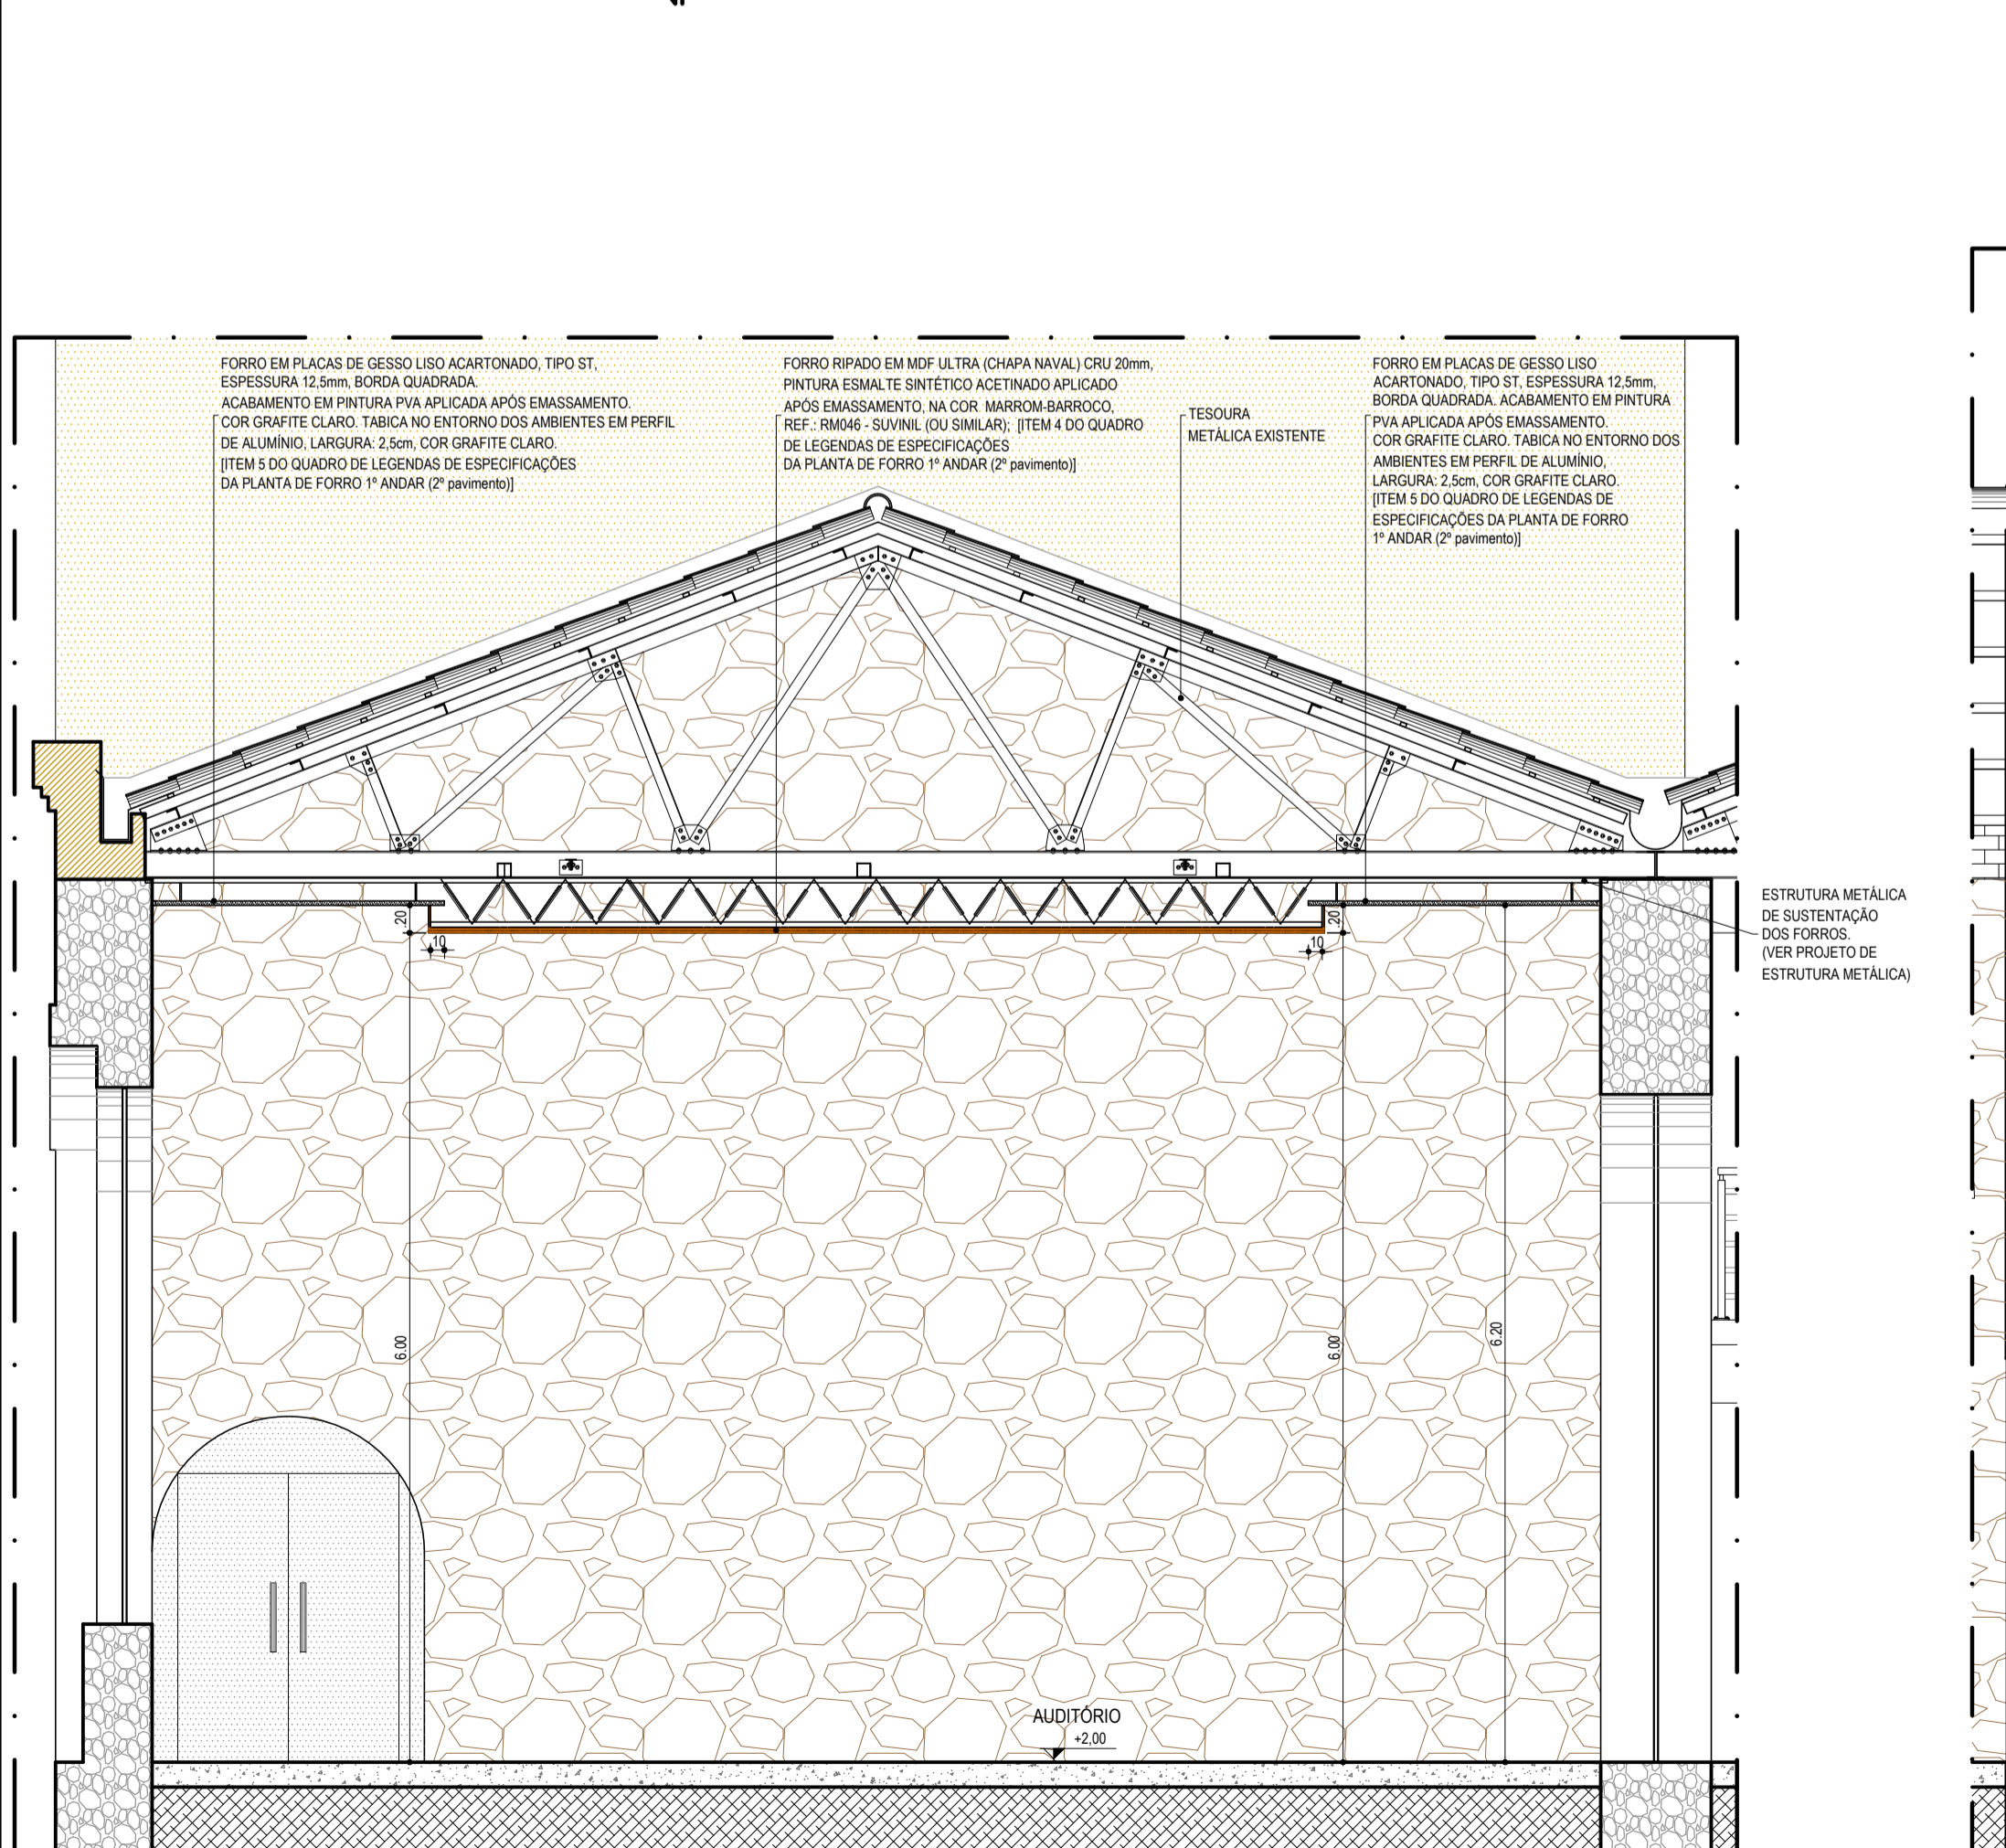 FORRO EM PLACAS DE GESSO LISO ACARTONADO, TIPO ST,
ESPESSURA 12,5mm, BORDA QUADRADA.
ACABAMENTO EM PINTURA PVA APLICADA APÓS EMASSAMENTO.
COR GRAFITE CLARO. TABICA NO ENTORNO DOS AMBIENTES EM PERFIL
DE ALUMÍNIO, LARGURA: 2,5cm, COR GRAFITE CLARO.
[ITEM 5 DO QUADRO DE LEGENDAS DE ESPECIFICAÇÕES
DA PLANTA DE FORRO 1º ANDAR (2º pavimento)]
FORRO RIPADO EM MDF ULTRA (CHAPA NAVAL) CRU 20mm,
PINTURA ESMALTE SINTÉTICO ACETINADO APLICADO
APÓS EMASSAMENTO, NA COR MARROM-BARROCO,
REF.: RM046 - SUVINIL (OU SIMILAR); [ITEM 4 DO QUADRO
DE LEGENDAS DE ESPECIFICAÇÕES
DA PLANTA DE FORRO 1º ANDAR (2º pavimento)]
TESOURA
METÁLICA EXISTENTE
FORRO EM PLACAS DE GESSO LISO
ACARTONADO, TIPO ST, ESPESSURA 12,5mm,
BORDA QUADRADA. ACABAMENTO EM PINTURA
PVA APLICADA APÓS EMASSAMENTO.
COR GRAFITE CLARO. TABICA NO ENTORNO DOS
AMBIENTES EM PERFIL DE ALUMÍNIO,
LARGURA: 2,5cm, COR GRAFITE CLARO.
[ITEM 5 DO QUADRO DE LEGENDAS DE
ESPECIFICAÇÕES DA PLANTA DE FORRO
1º ANDAR (2º pavimento)]
ESTRUTURA METÁLICA
DE SUSTENTAÇÃO
DOS FORROS.
(VER PROJETO DE
ESTRUTURA METÁLICA)
.20
.10
.10
.20
6.00
6.00
6.20
AUDITÓRIO
+2,00